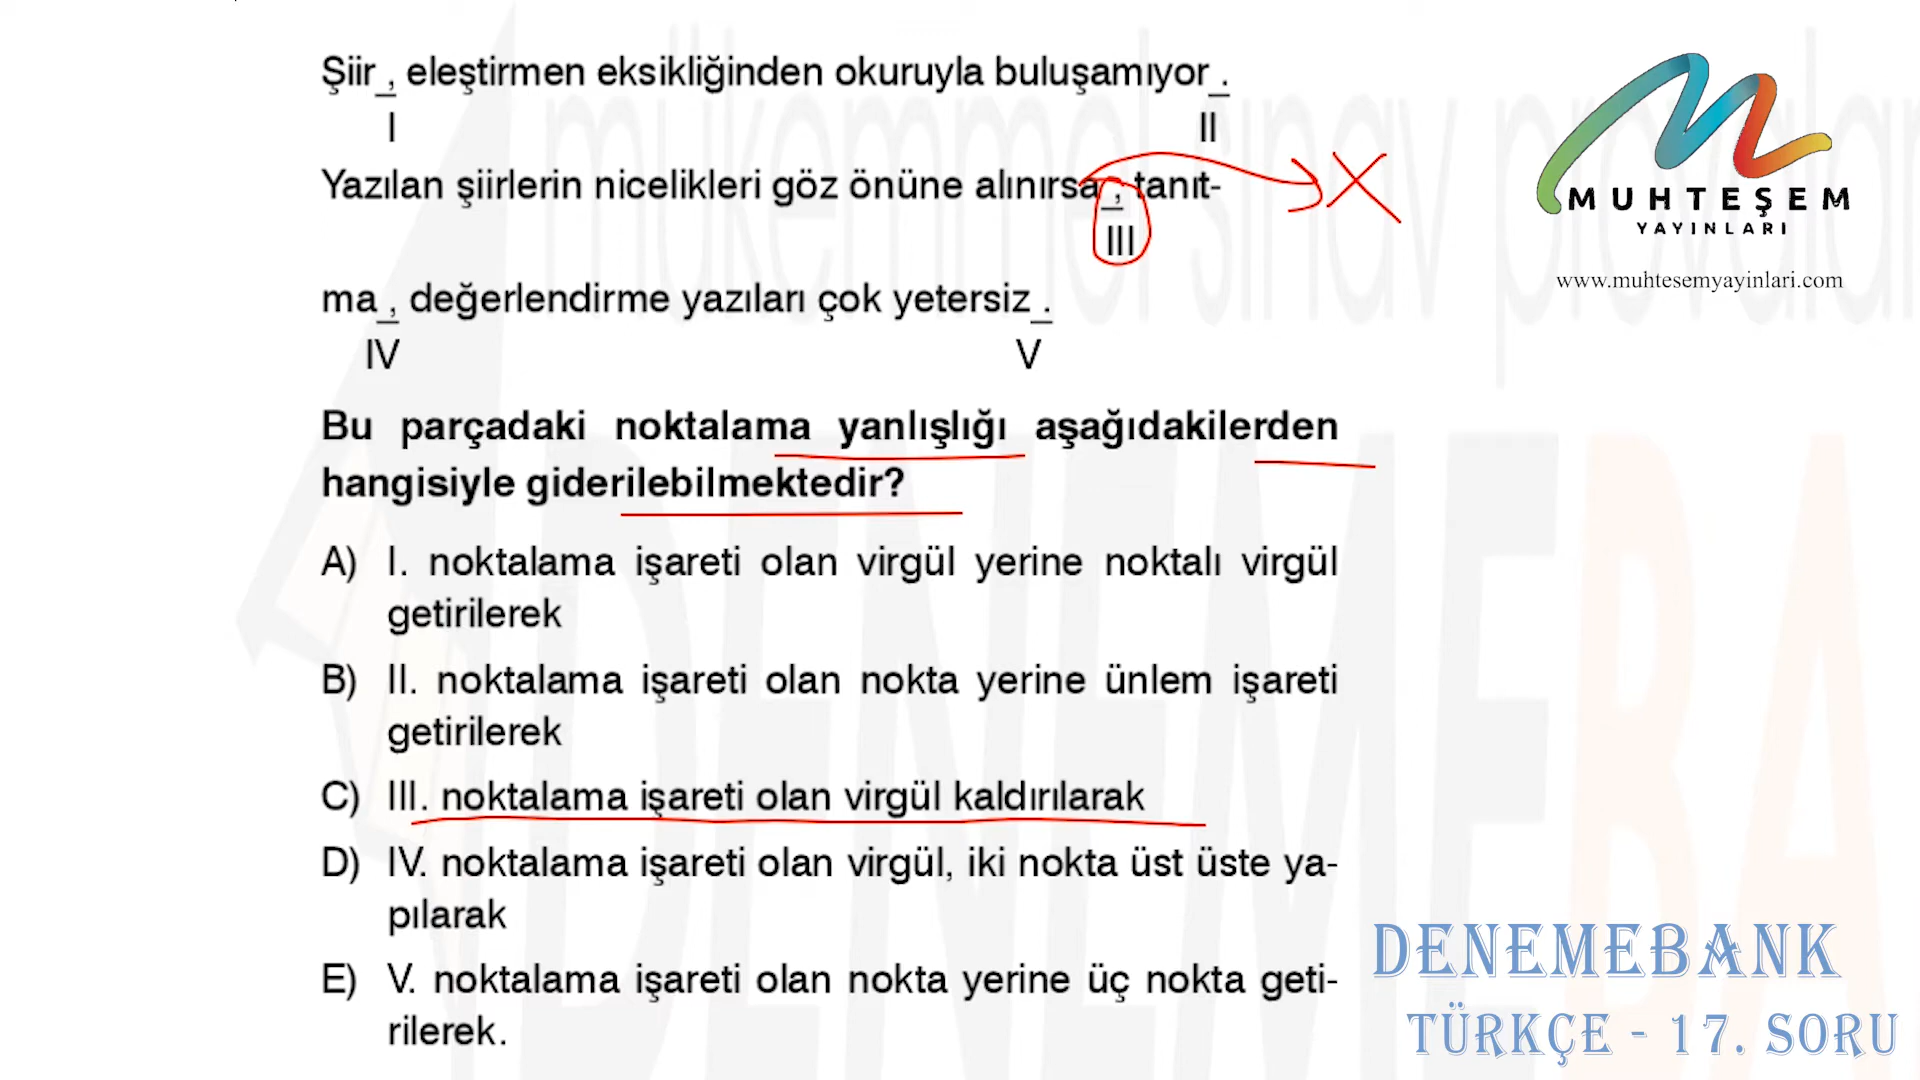 Şiir , eleştirmen eksikliğinden okuruyla buluşamıyor .
I II
Yazılan şiirlerin nicelikleri göz önüne alınırsa , tanıt-
III
ma , değerlendirme yazıları çok yetersiz .
IV V
Bu parçadaki noktalama yanlışlığı aşağıdakilerden
hangisiyle giderilebilmektedir?
A) I. noktalama işareti olan virgül yerine noktalı virgül
getirilerek
B) II. noktalama işareti olan nokta yerine ünlem işareti
getirilerek
C) III. noktalama işareti olan virgül kaldırılarak
D) IV. noktalama işareti olan virgül, iki nokta üst üste ya-
pılarak
E) V. noktalama işareti olan nokta yerine üç nokta geti-
rilerek.
MUHTEŞEM
YAYINLARI
www.muhtesemyayinlari.com
DENEMEBANK
TÜRKÇE - 17. SORU
mükemmel sınav provaları
DENEMEBA